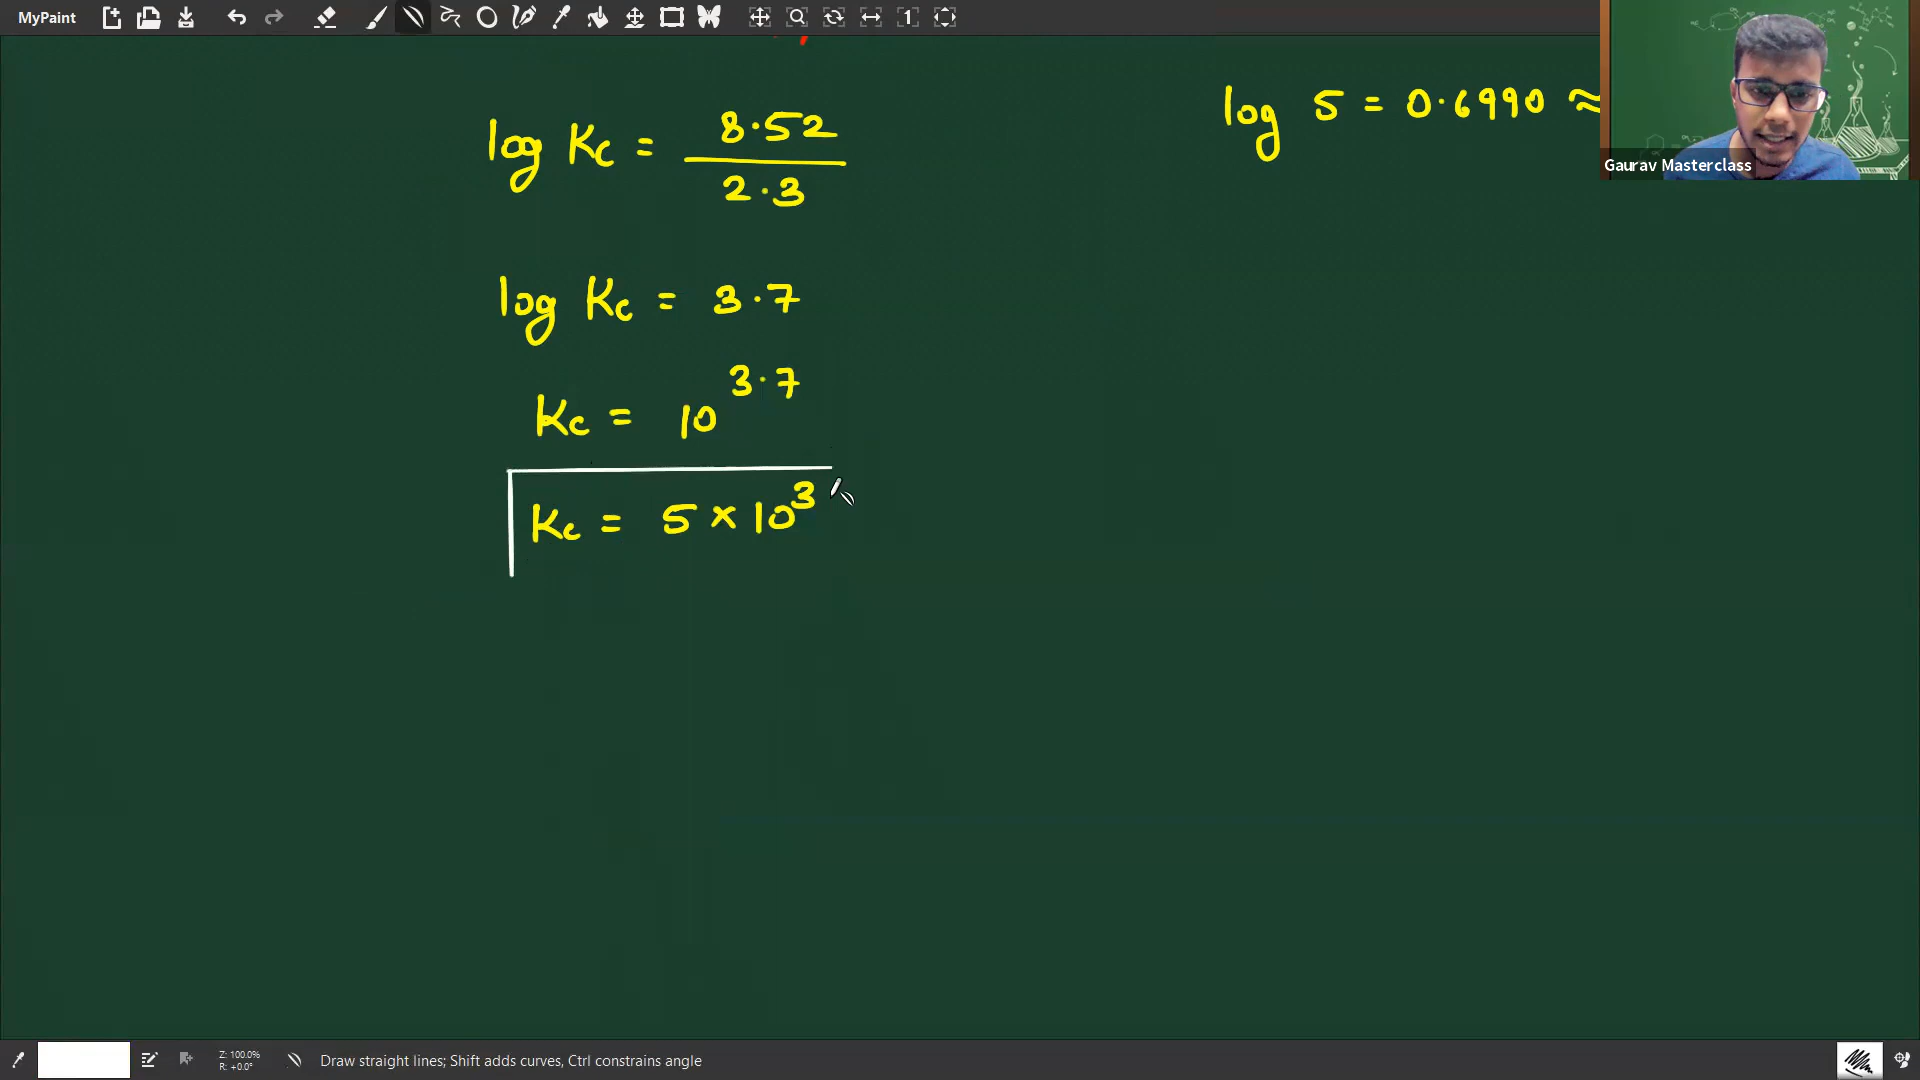 MyPaint
log Kc = 8.52 / 2.3
log 5 = 0.6990 ≈
Gaurav Masterclass
log Kc = 3.7
Kc = 10^3.7
Kc = 5 × 10^3
Z: 100.0%
R: +0.0°
Draw straight lines; Shift adds curves, Ctrl constrains angle